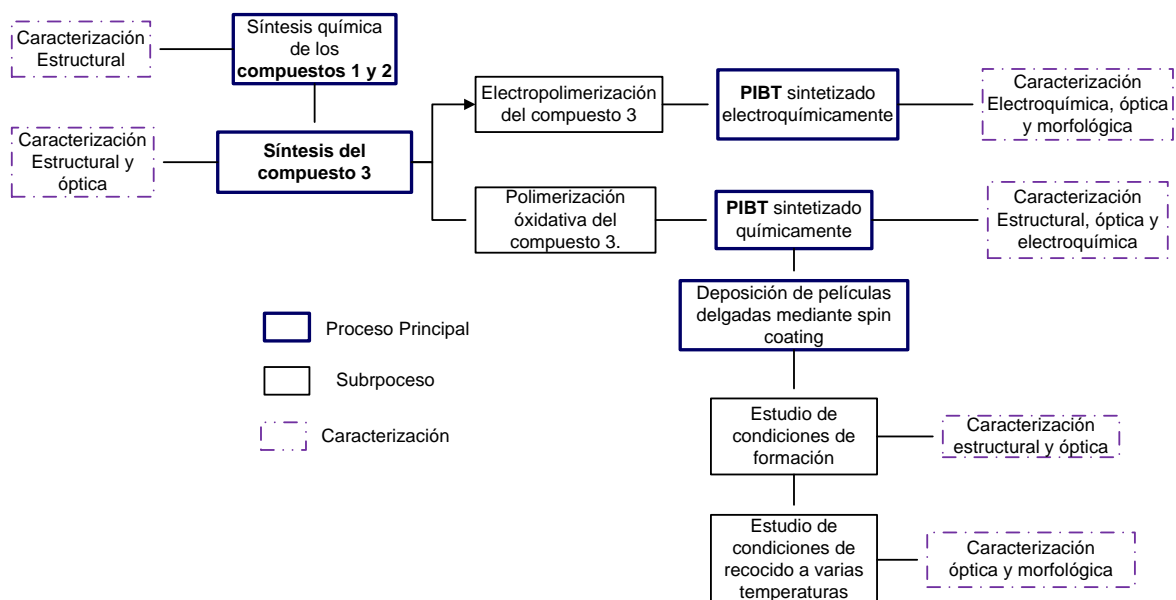 Caracterización
Estructural
Síntesis química
de los
compuestos 1 y 2
Caracterización
Estructural y
óptica
Síntesis del
compuesto 3
Electropolimerización
del compuesto 3
PIBT sintetizado
electroquímicamente
Caracterización
Electroquímica, óptica
y morfológica
Polimerización
óxidativa del
compuesto 3.
PIBT sintetizado
químicamente
Caracterización
Estructural, óptica y
electroquímica
Deposición de películas
delgadas mediante spin
coating
Proceso Principal
Subrpoceso
Caracterización
Estudio de
condiciones de
formación
Caracterización
estructural y óptica
Estudio de
condiciones de
recocido a varias
temperaturas
Caracterización
óptica y morfológica